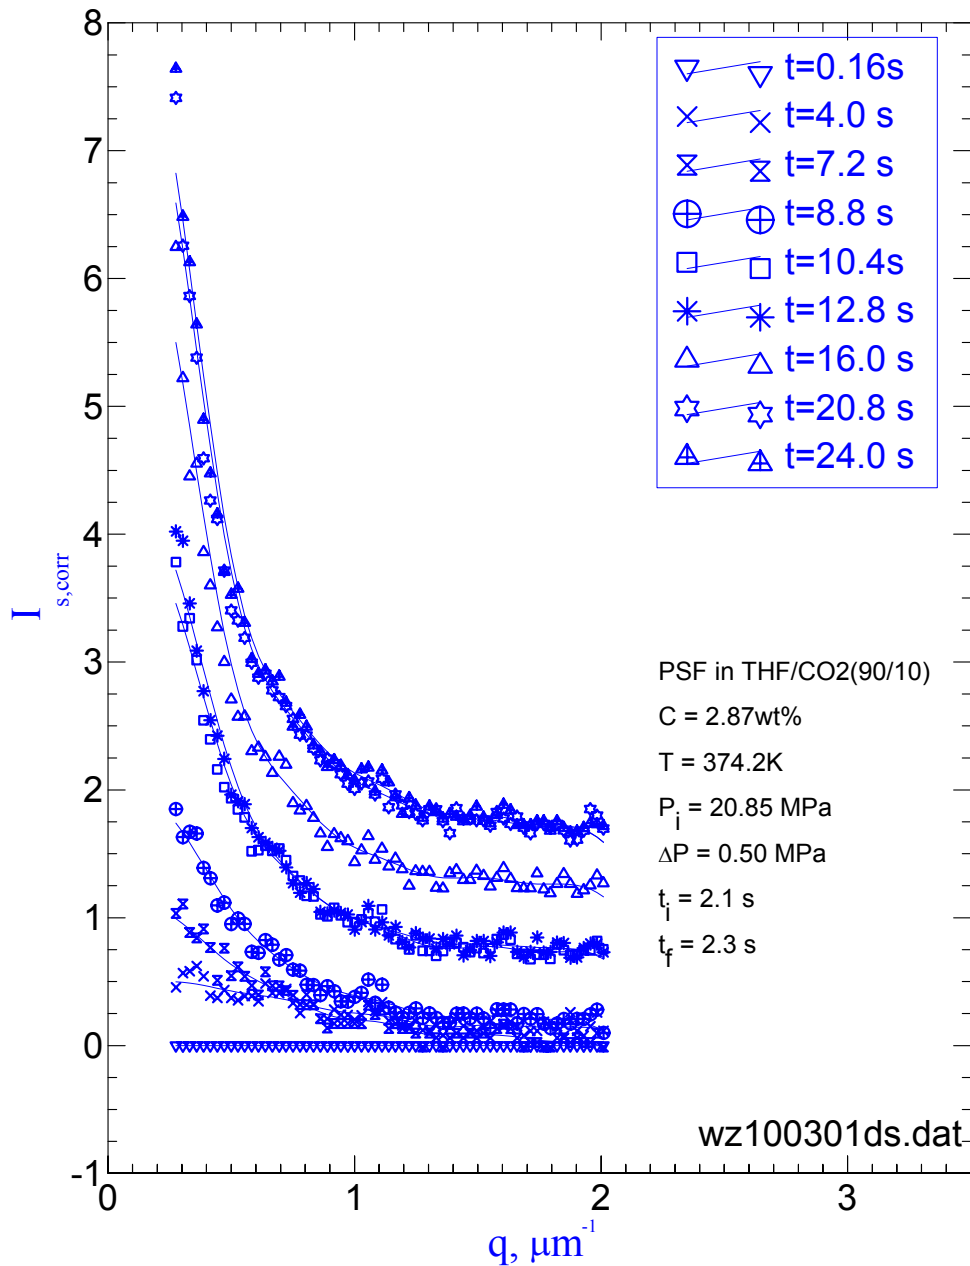 8
7
6
5
4
3
2
1
0
-1
0
1
2
3
I s,corr
q, μm-1
t=0.16s
t=4.0 s
t=7.2 s
t=8.8 s
t=10.4s
t=12.8 s
t=16.0 s
t=20.8 s
t=24.0 s
PSF in THF/CO2(90/10)
C = 2.87wt%
T = 374.2K
Pi = 20.85 MPa
ΔP = 0.50 MPa
ti = 2.1 s
tf = 2.3 s
wz100301ds.dat